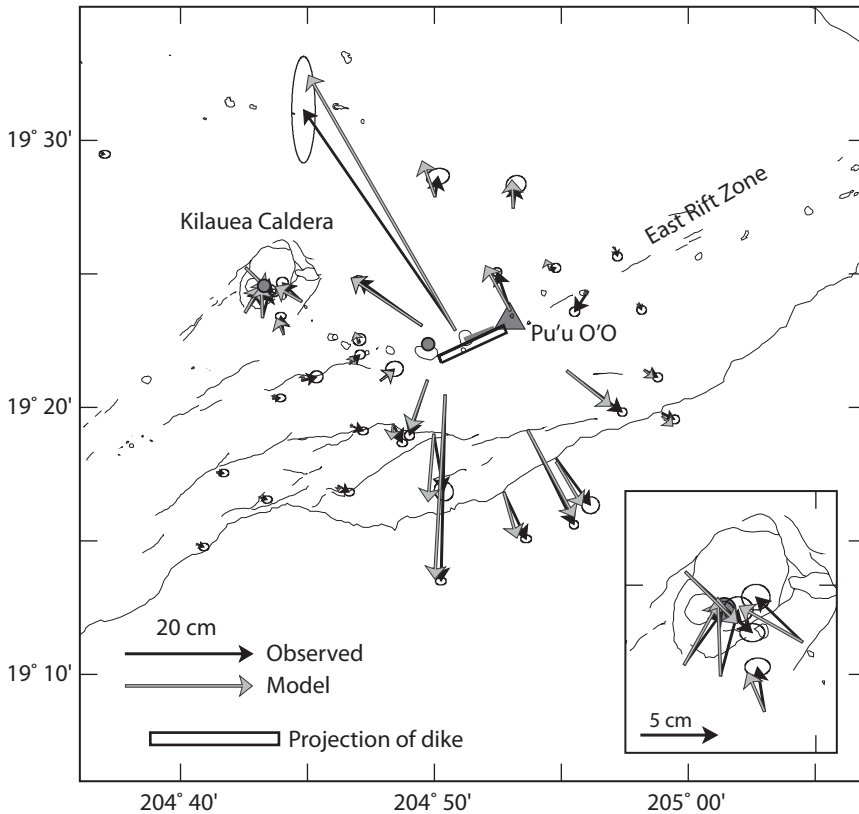 19° 30'
Kilauea Caldera
East Rift Zone
Pu'u O'O
19° 20'
20 cm
Observed
Model
19° 10'
5 cm
Projection of dike
204° 40'
204° 50'
205° 00'